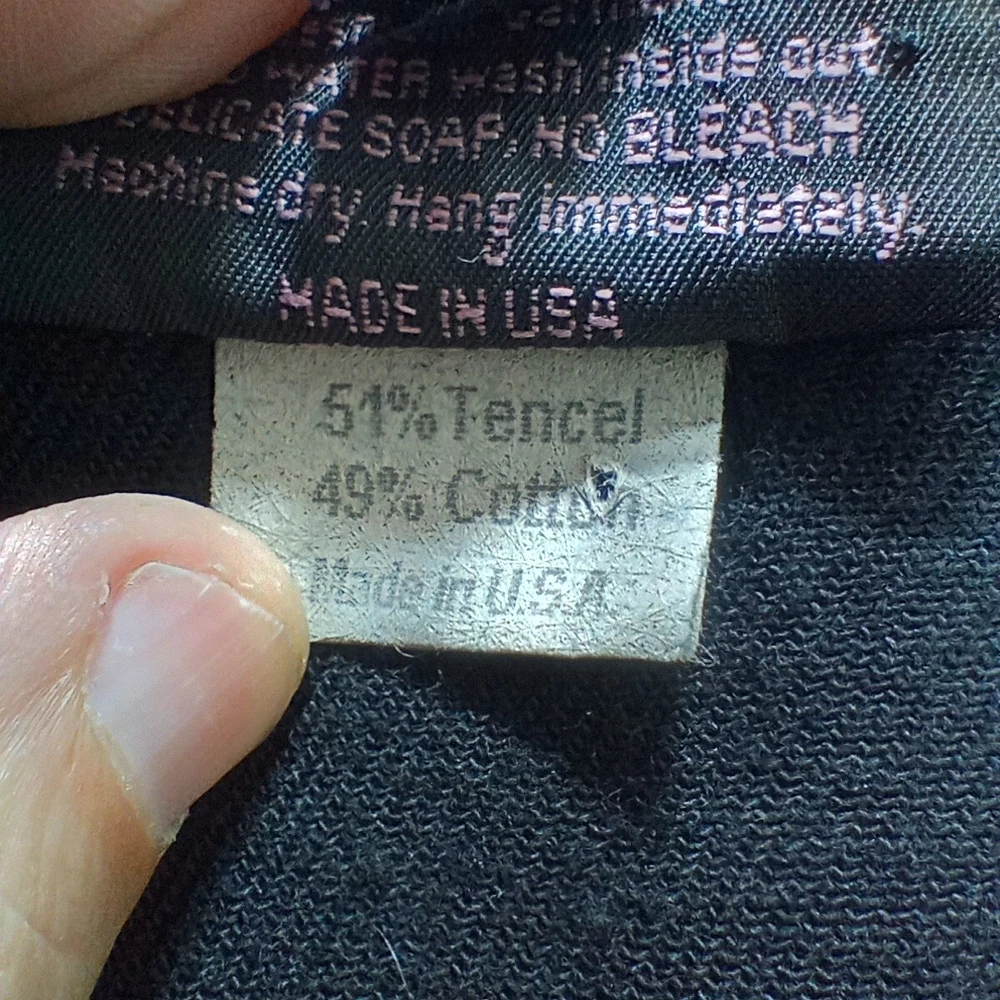 WATER wash inside out
DELICATE SOAP, NO BLEACH
Machine dry. Hang immediately.
MADE IN USA
51% Tencel
49% Cotton
Made in USA